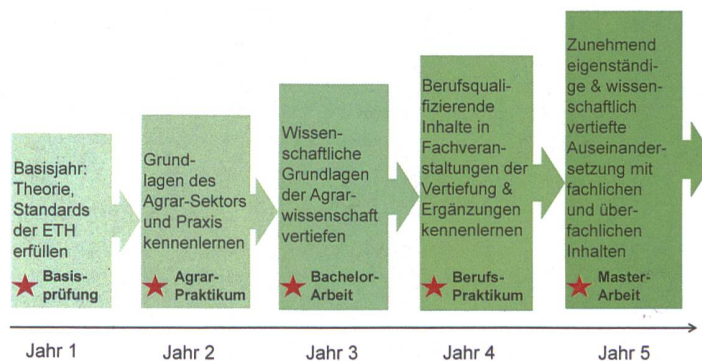 Basisjahr:
Theorie,
Standards
der ETH
erfüllen
Basis-
prüfung
Grund-
lagen des
Agrar-Sektors
und Praxis
kennenlernen
Agrar-
Praktikum
Wissen-
schaftliche
Grundlagen
der Agrar-
wissenschaft
vertiefen
Bachelor-
Arbeit
Berufsquali-
fizierende
Inhalte in
Fachveran-
staltungen der
Vertiefung &
Ergänzungen
kennenlernen
Berufs-
Praktikum
Zunehmend
eigenständi-
ge & wissen-
schaftlich
vertiefte
Auseinander-
setzung mit
fachlichen
und über-
fachlichen
Inhalten
Master-
Arbeit
Jahr 1
Jahr 2
Jahr 3
Jahr 4
Jahr 5